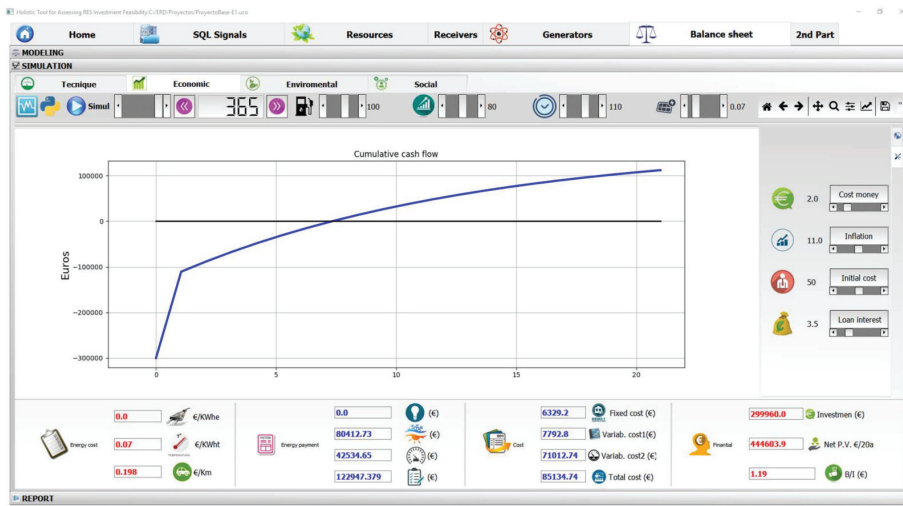 Holistic Tool for Assessing RES Investment Feasibility:C:/ERD/Proyectos/ProyectoBase-E1.uco
Home SQL Signals Resources Receivers Generators Balance sheet 2nd Part
MODELING
SIMULATION
Tecnique Economic Enviromental Social
Simul 365 100 80 110 0.07
Cumulative cash flow
100000
0
−100000
−200000
−300000
Euros
0 5 10 15 20
2.0 Cost money
11.0 Inflation
50 Initial cost
3.5 Loan interest
0.0 €/KWhe 0.0 (€) 6329.2 Fixed cost (€) 299960.0 Investmen (€)
Energy cost 0.07 €/KWht Energy payment 80412.73 (€) Cost 7792.8 Variab. cost1(€) Finantial 444603.9 Net P.V. €/20a
42534.65 (€) 71012.74 Variab. cost2 (€)
0.198 €/Km 122947.379 (€) 85134.74 Total cost (€) 1.19 B/I (€)
REPORT